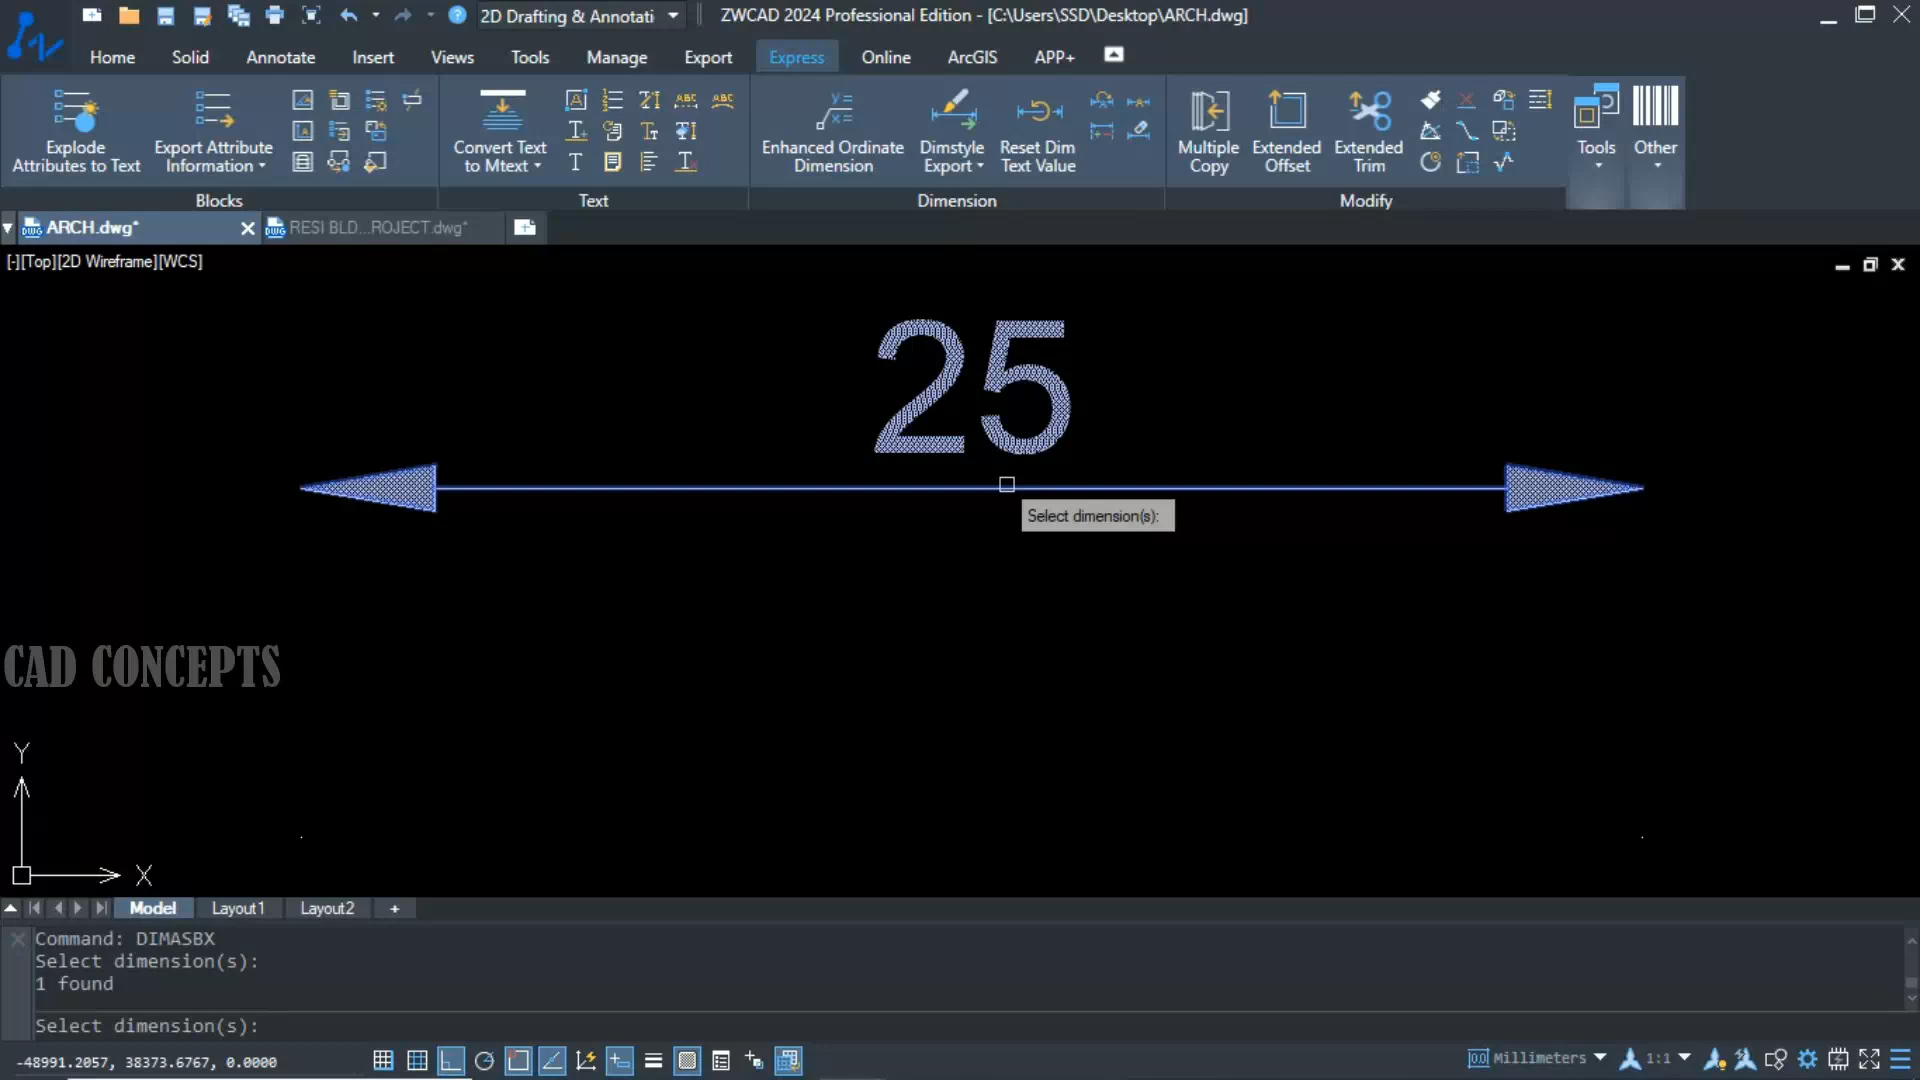 2D Drafting & Annotati
ZWCAD 2024 Professional Edition - [C:\Users\SSD\Desktop\ARCH.dwg]
Home Solid Annotate Insert Views Tools Manage Export Express Online ArcGIS APP+
Explode
Attributes to Text
Export Attribute
Information
Convert Text
to Mtext
Enhanced Ordinate
Dimension
Dimstyle
Export
Reset Dim
Text Value
Multiple
Copy
Extended
Offset
Extended
Trim
Tools
Other
Blocks Text Dimension Modify
ARCH.dwg*
RESI BLD...ROJECT.dwg*
[-][Top][2D Wireframe][WCS]
25
Select dimension(s):
CAD CONCEPTS
Y
X
Model Layout1 Layout2 +
Command: DIMASBX
Select dimension(s):
1 found
Select dimension(s):
-48991.2057, 38373.6767, 0.0000
Millimeters 1:1